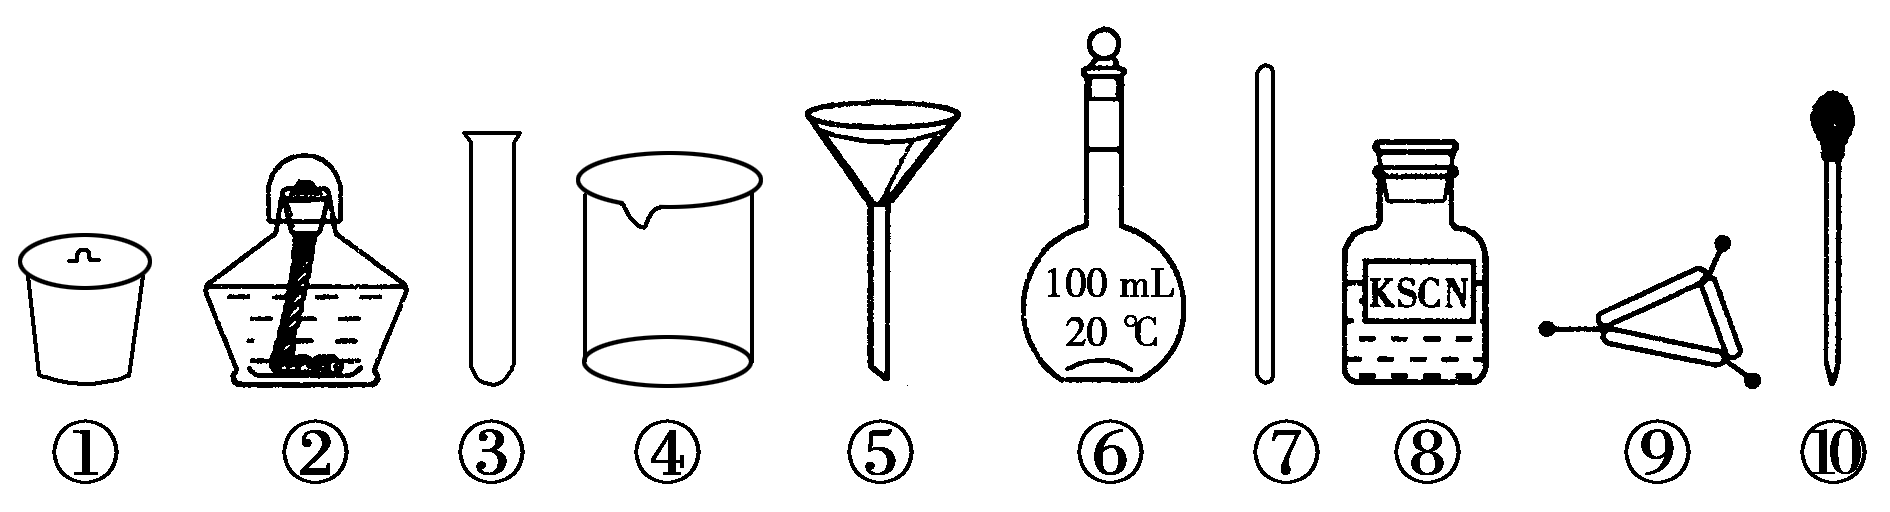 100 mL
20 ℃
KSCN
① ② ③ ④ ⑤ ⑥ ⑦ ⑧ ⑨ ⑩